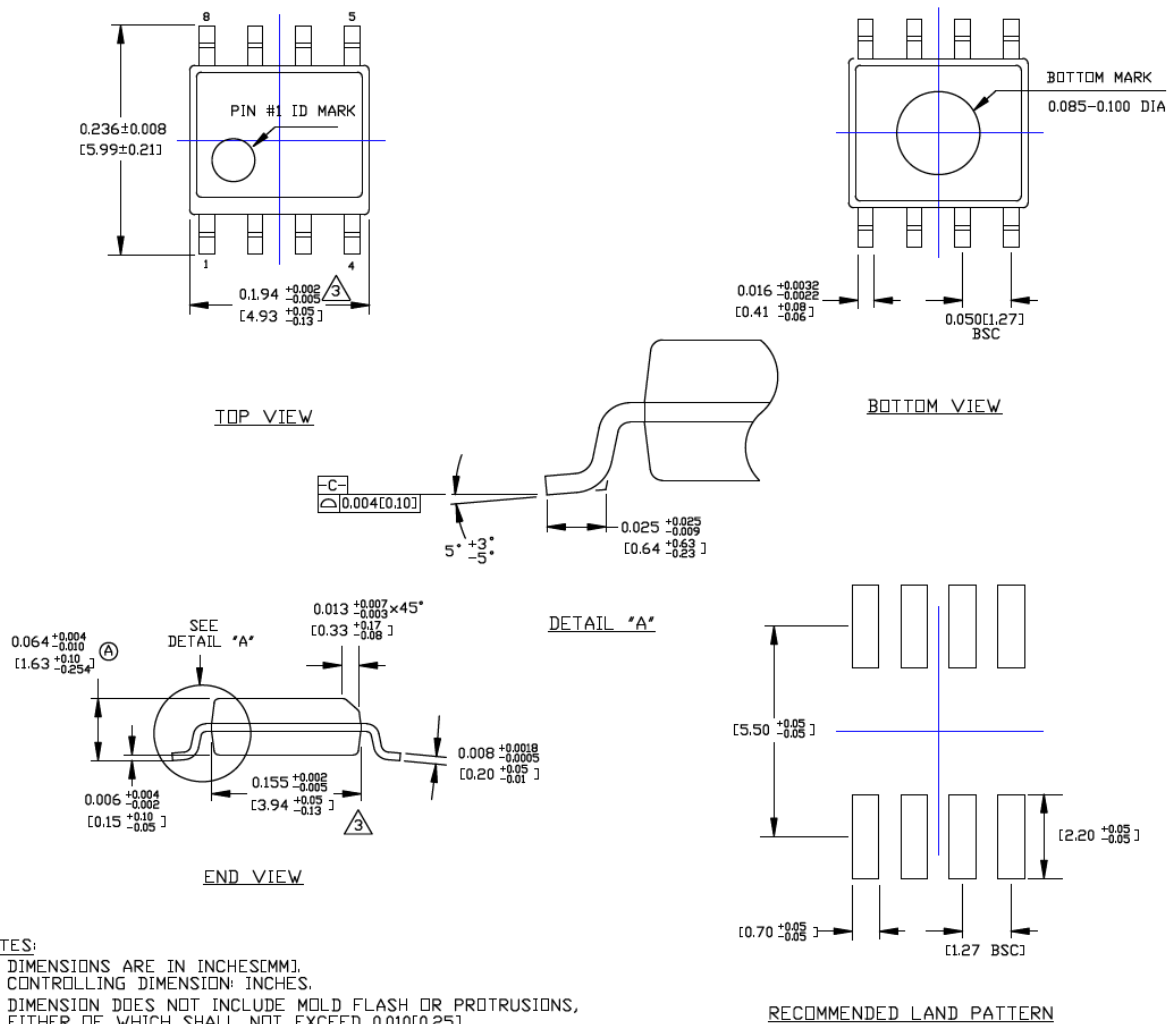 8 5
PIN #1 ID MARK
0.236±0.008
[5.99±0.21]
1 4
0.1.94 +0.002 -0.005 3
[4.93 +0.05 -0.13 ]
TOP VIEW
BOTTOM MARK
0.085-0.100 DIA
0.016 +0.0032 -0.0022
[0.41 +0.08 -0.06 ]
0.050[1.27]
BSC
BOTTOM VIEW
-C-
0.004[0.10]
5° +3° -5°
0.025 +0.025 -0.009
[0.64 +0.63 -0.23 ]
DETAIL "A"
SEE
DETAIL "A"
0.013 +0.007 -0.003 ×45°
[0.33 +0.17 -0.08 ]
0.064 +0.004 -0.010
[1.63 +0.10 -0.254 ] A
0.008 +0.0018 -0.0005
[0.20 +0.05 -0.01 ]
0.155 +0.002 -0.005
[3.94 +0.05 -0.13 ]
3
0.006 +0.004 -0.002
[0.15 +0.10 -0.05 ]
END VIEW
[5.50 +0.05 -0.05 ]
[2.20 +0.05 -0.05 ]
[0.70 +0.05 -0.05 ]
[1.27 BSC]
RECOMMENDED LAND PATTERN
TES:
DIMENSIONS ARE IN INCHES[MM].
CONTROLLING DIMENSION: INCHES.
DIMENSION DOES NOT INCLUDE MOLD FLASH OR PROTRUSIONS,
EITHER OF WHICH SHALL NOT EXCEED 0.010[0.25]